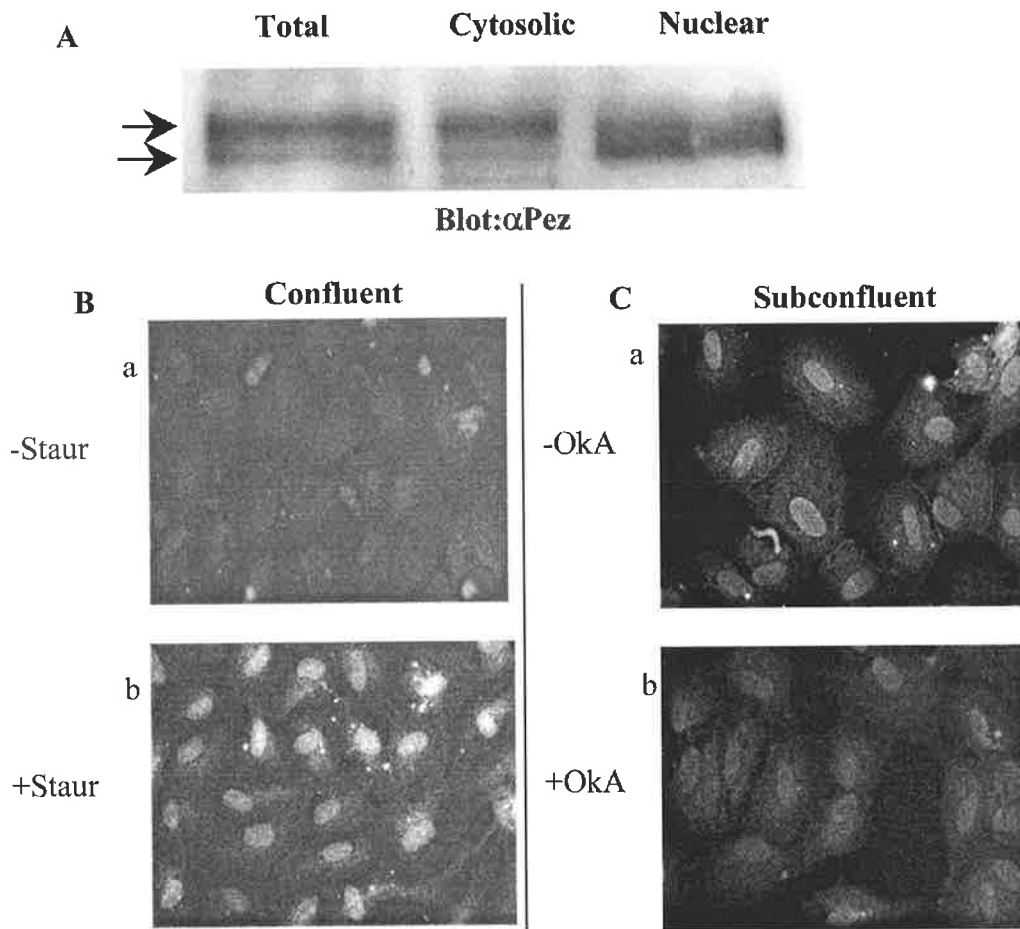 A Total Cytosolic Nuclear
Blot:αPez
B Confluent
a
-Staur
b
+Staur
C Subconfluent
a
-OkA
b
+OkA